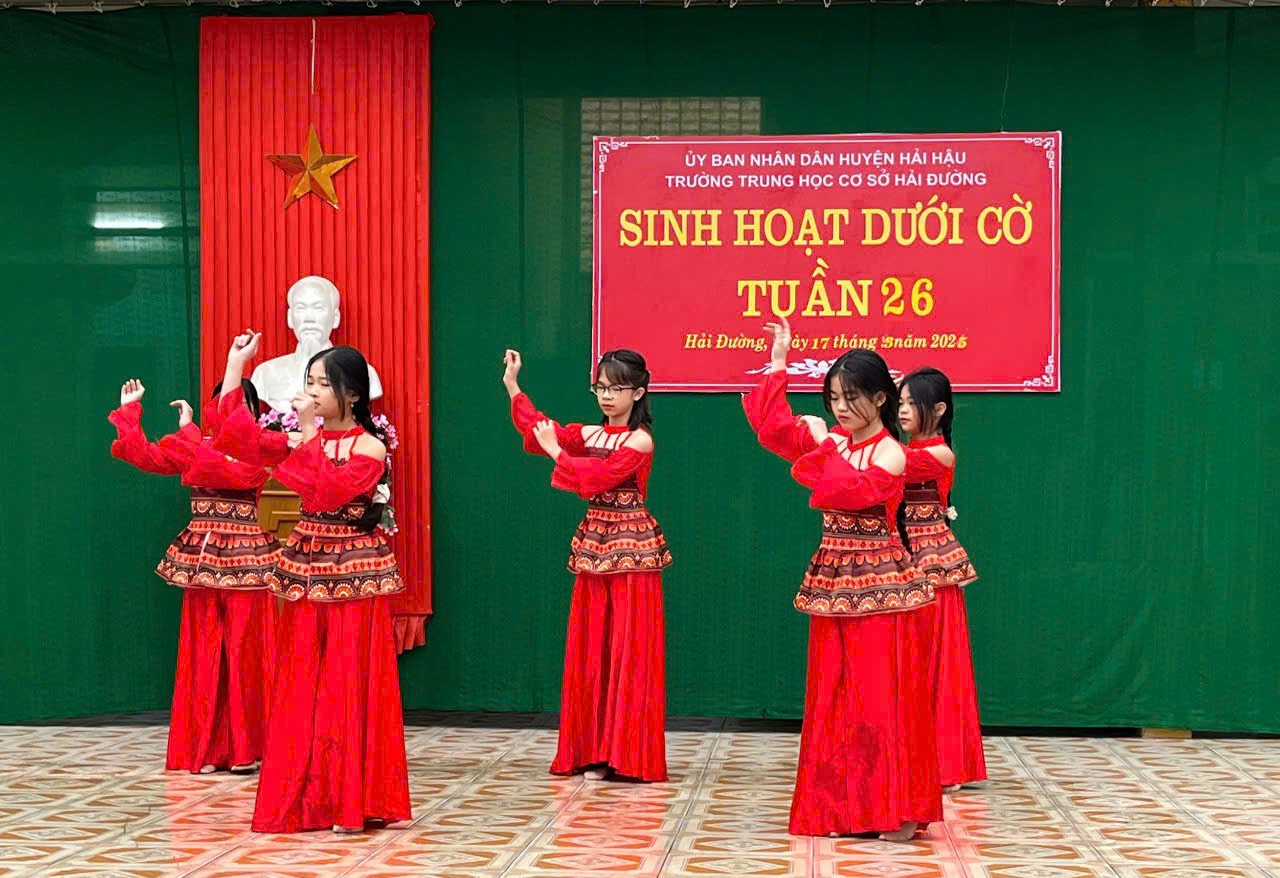 ỦY BAN NHÂN DÂN HUYỆN HẢI HẬU
TRƯỜNG TRUNG HỌC CƠ SỞ HẢI ĐƯỜNG
SINH HOẠT DƯỚI CỜ
TUẦN 26
Hải Đường, 17 tháng 3 năm 2025